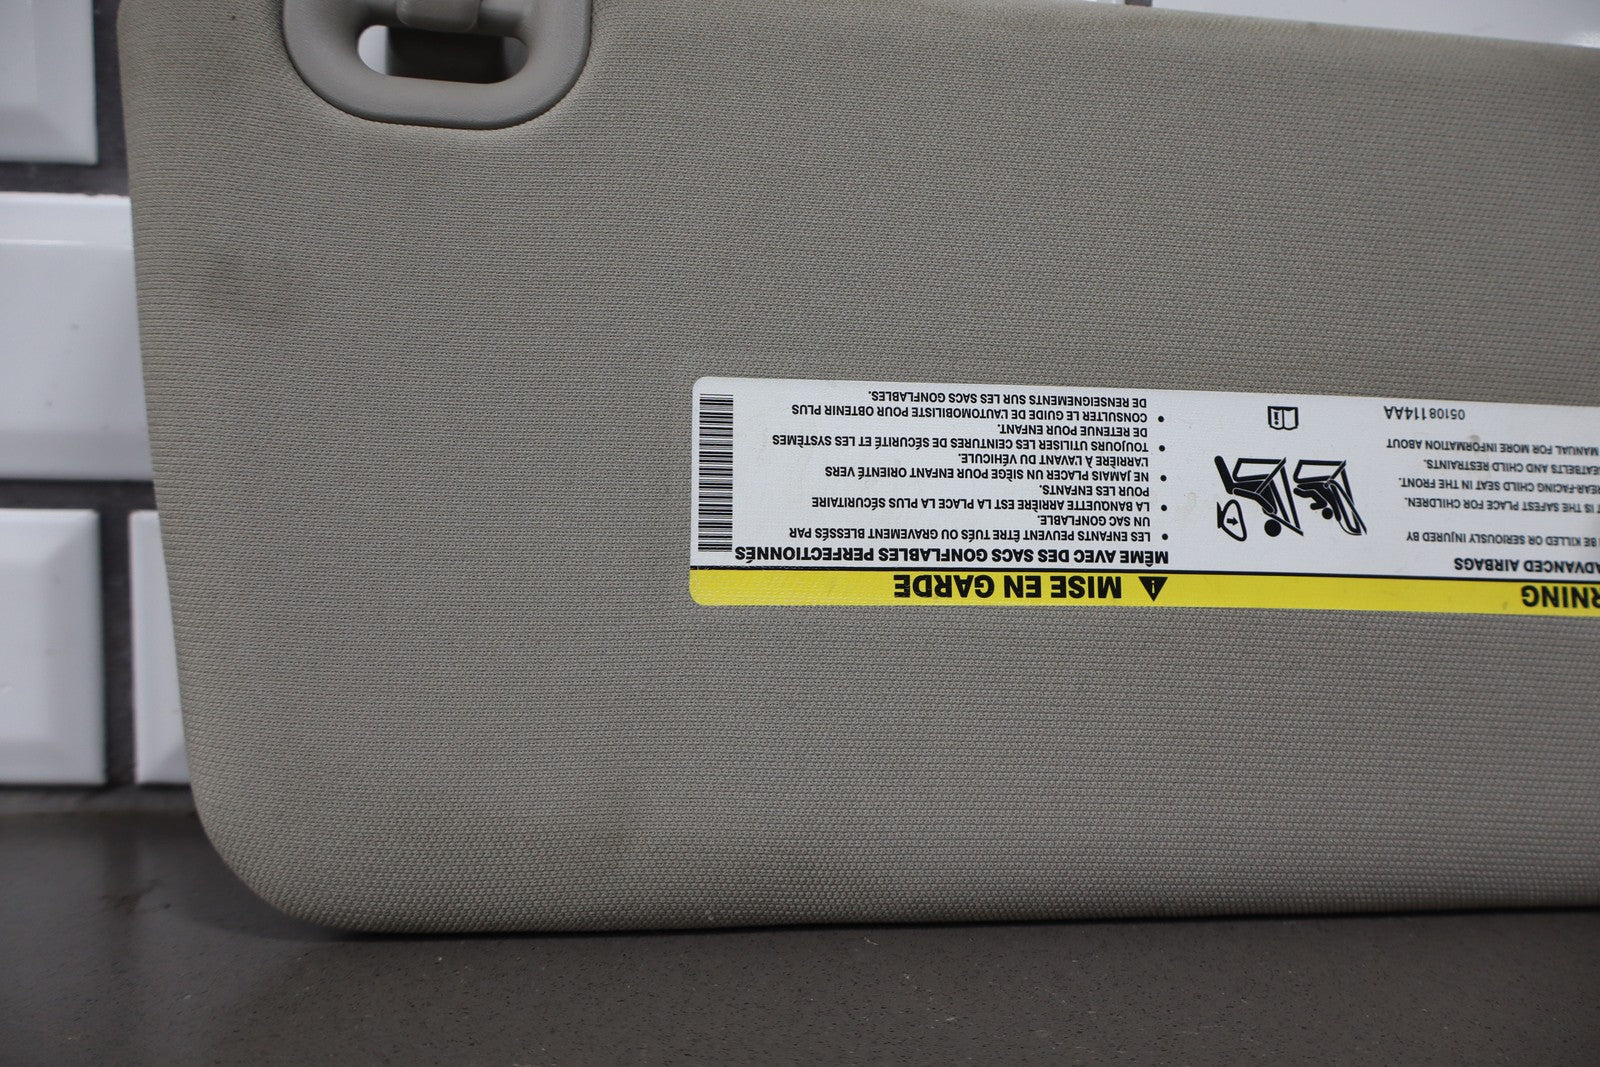 RNING
ADVANCED AIRBAGS
BE KILLED OR SERIOUSLY INJURED BY
IS THE SAFEST PLACE FOR CHILDREN.
REAR-FACING CHILD SEAT IN THE FRONT.
EATBELTS AND CHILD RESTRAINTS.
MANUAL FOR MORE INFORMATION ABOUT
05108114AA
MISE EN GARDE
MÊME AVEC DES SACS GONFLABLES PERFECTIONNÉS
• LES ENFANTS PEUVENT ÊTRE TUÉS OU GRAVEMENT BLESSÉS PAR
UN SAC GONFLABLE.
• LA BANQUETTE ARRIÈRE EST LA PLACE LA PLUS SÉCURITAIRE
POUR LES ENFANTS.
• NE JAMAIS PLACER UN SIÈGE POUR ENFANT ORIENTÉ VERS
L'ARRIÈRE À L'AVANT DU VÉHICULE.
• TOUJOURS UTILISER LES CEINTURES DE SÉCURITÉ ET LES SYSTÈMES
DE RETENUE POUR ENFANT.
• CONSULTER LE GUIDE DE L'AUTOMOBILISTE POUR OBTENIR PLUS
DE RENSEIGNEMENTS SUR LES SACS GONFLABLES.